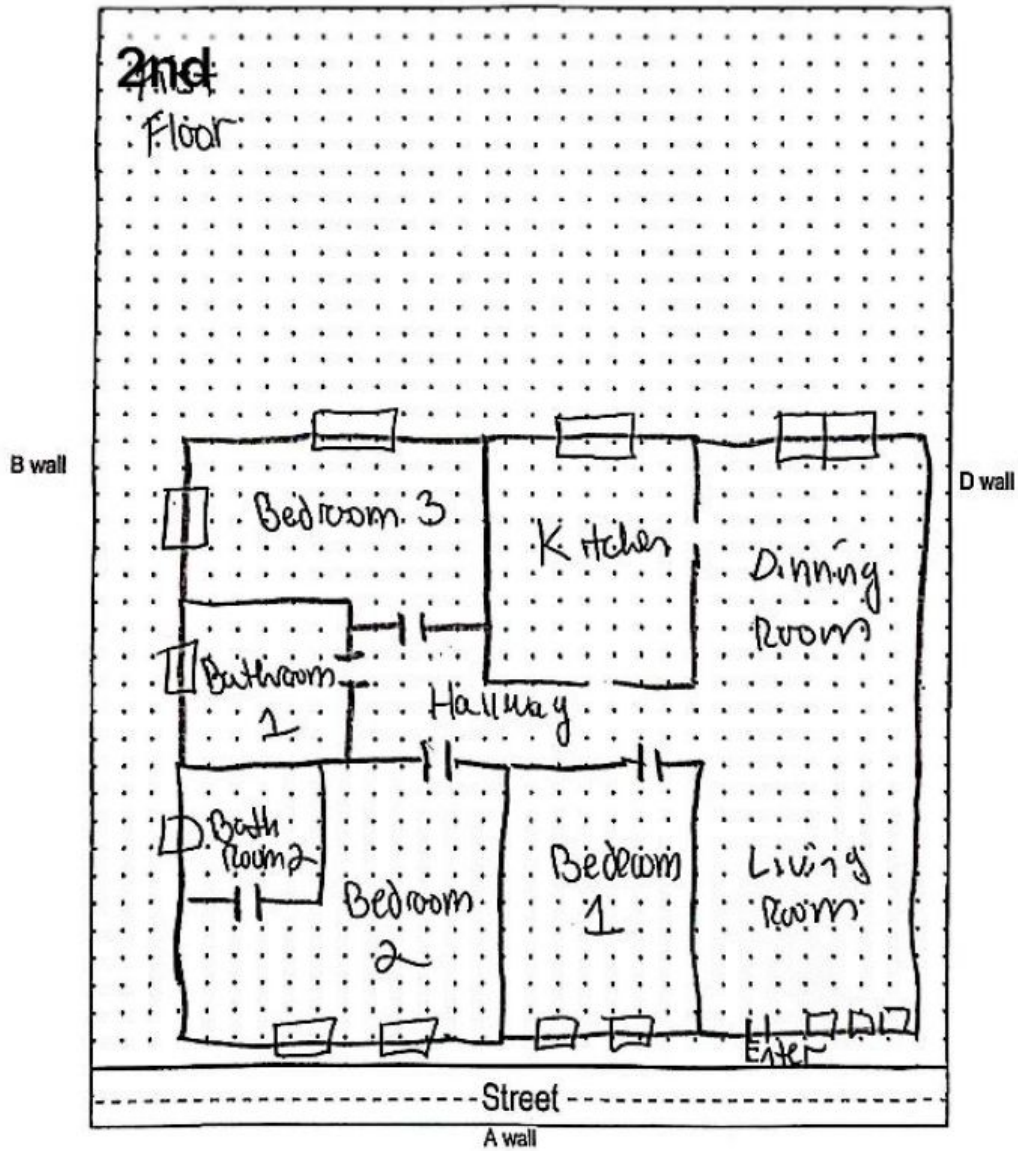 2nd
Floor
B wall
D wall
Bedroom 3
Kitchen
Dinning
Room
Bathroom
1
Hallway
Bath
Room 2
Bedroom
2
Bedroom
1
Living
Room
Enter
Street
A wall